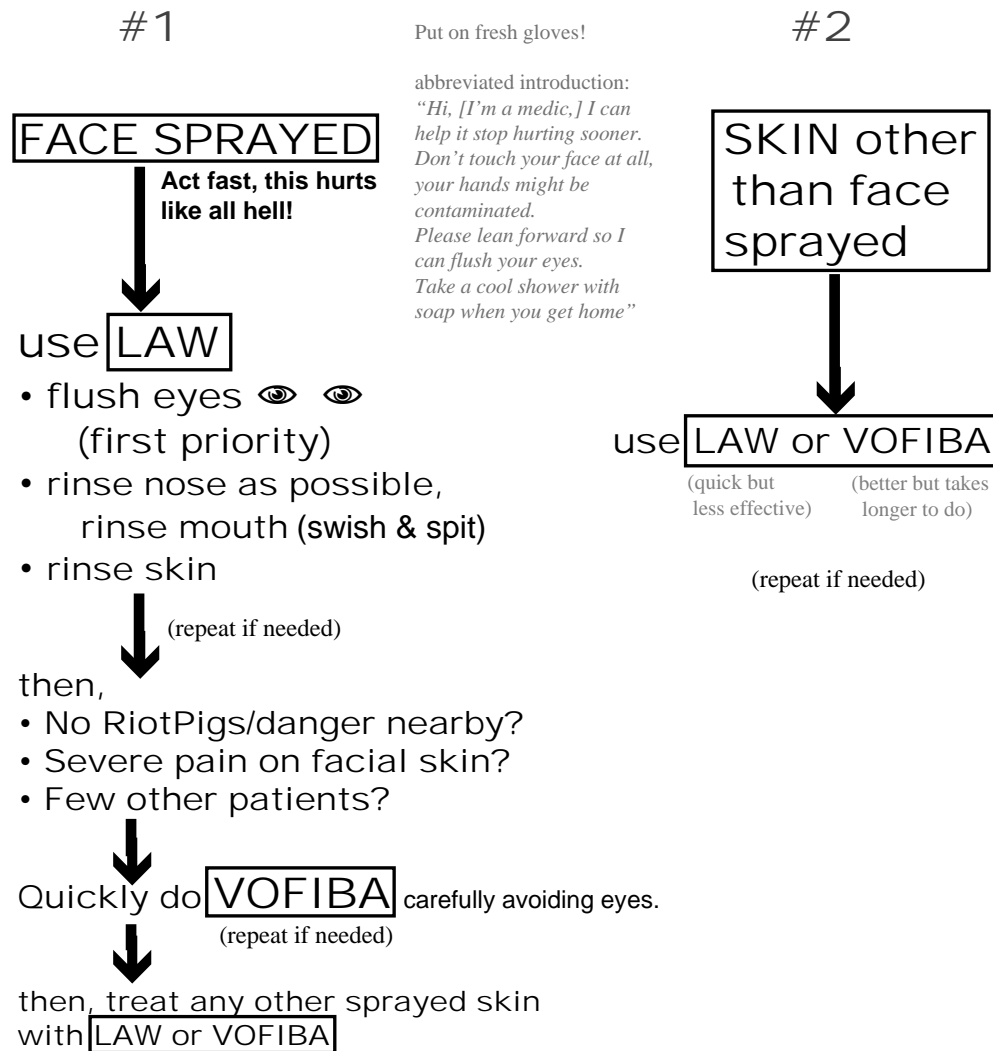 #1
FACE SPRAYED
Act fast, this hurts
like all hell!
use LAW
• flush eyes
(first priority)
• rinse nose as possible,
rinse mouth (swish & spit)
• rinse skin
(repeat if needed)
then,
• No RiotPigs/danger nearby?
• Severe pain on facial skin?
• Few other patients?
Quickly do VOFIBA carefully avoiding eyes.
(repeat if needed)
then, treat any other sprayed skin
with LAW or VOFIBA
Put on fresh gloves!
abbreviated introduction:
“Hi, [I'm a medic,] I can
help it stop hurting sooner.
Don't touch your face at all,
your hands might be
contaminated.
Please lean forward so I
can flush your eyes.
Take a cool shower with
soap when you get home”
#2
SKIN other
than face
sprayed
use LAW or VOFIBA
(quick but
less effective)
(better but takes
longer to do)
(repeat if needed)